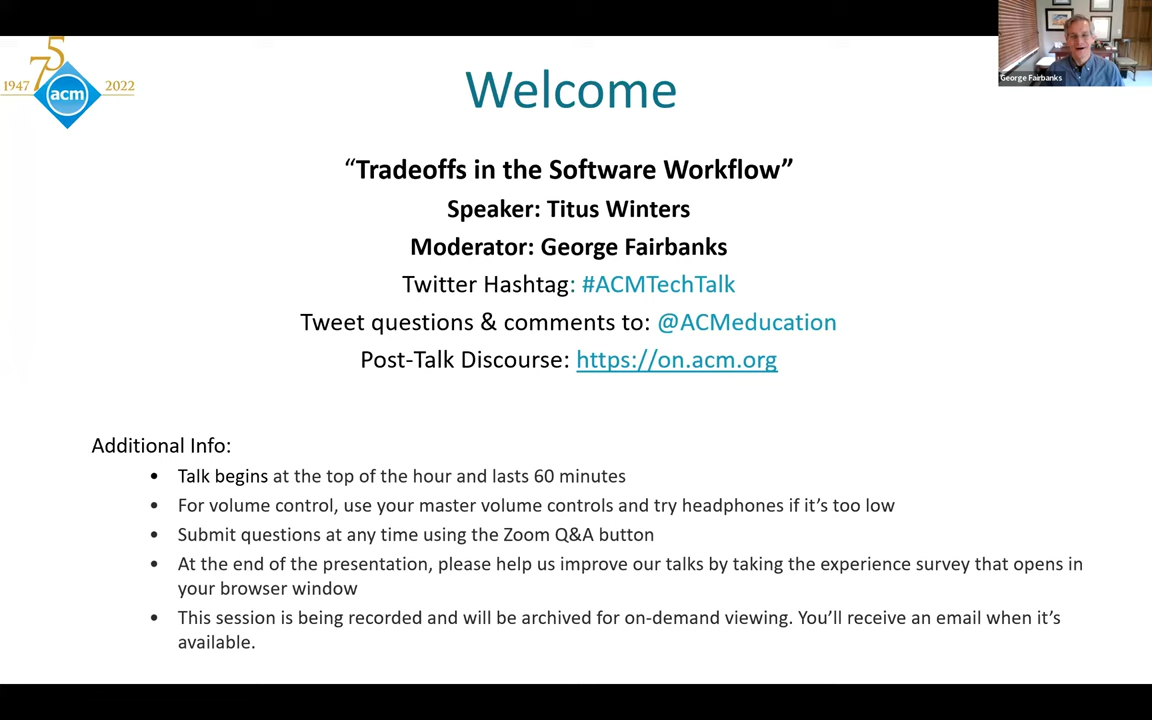 75
1947 acm 2022
George Fairbanks
Welcome
“Tradeoffs in the Software Workflow”
Speaker: Titus Winters
Moderator: George Fairbanks
Twitter Hashtag: #ACMTechTalk
Tweet questions & comments to: @ACMeducation
Post-Talk Discourse: https://on.acm.org
Additional Info:
• Talk begins at the top of the hour and lasts 60 minutes
• For volume control, use your master volume controls and try headphones if it’s too low
• Submit questions at any time using the Zoom Q&A button
• At the end of the presentation, please help us improve our talks by taking the experience survey that opens in
your browser window
• This session is being recorded and will be archived for on-demand viewing. You’ll receive an email when it’s
available.